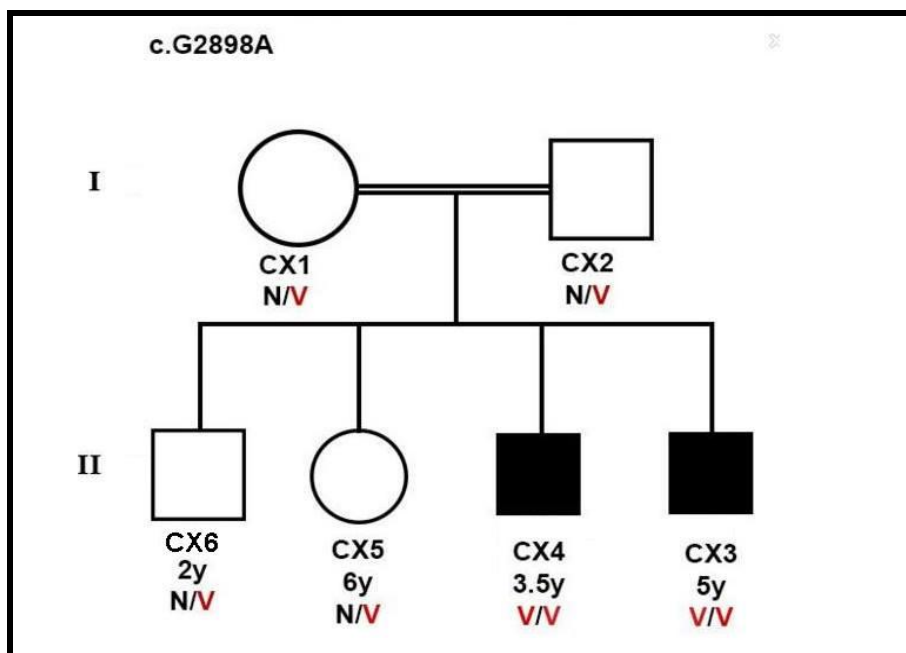 c.G2898A
I
CX1
N/V
CX2
N/V
II
CX6
2y
N/V
CX5
6y
N/V
CX4
3.5y
V/V
CX3
5y
V/V